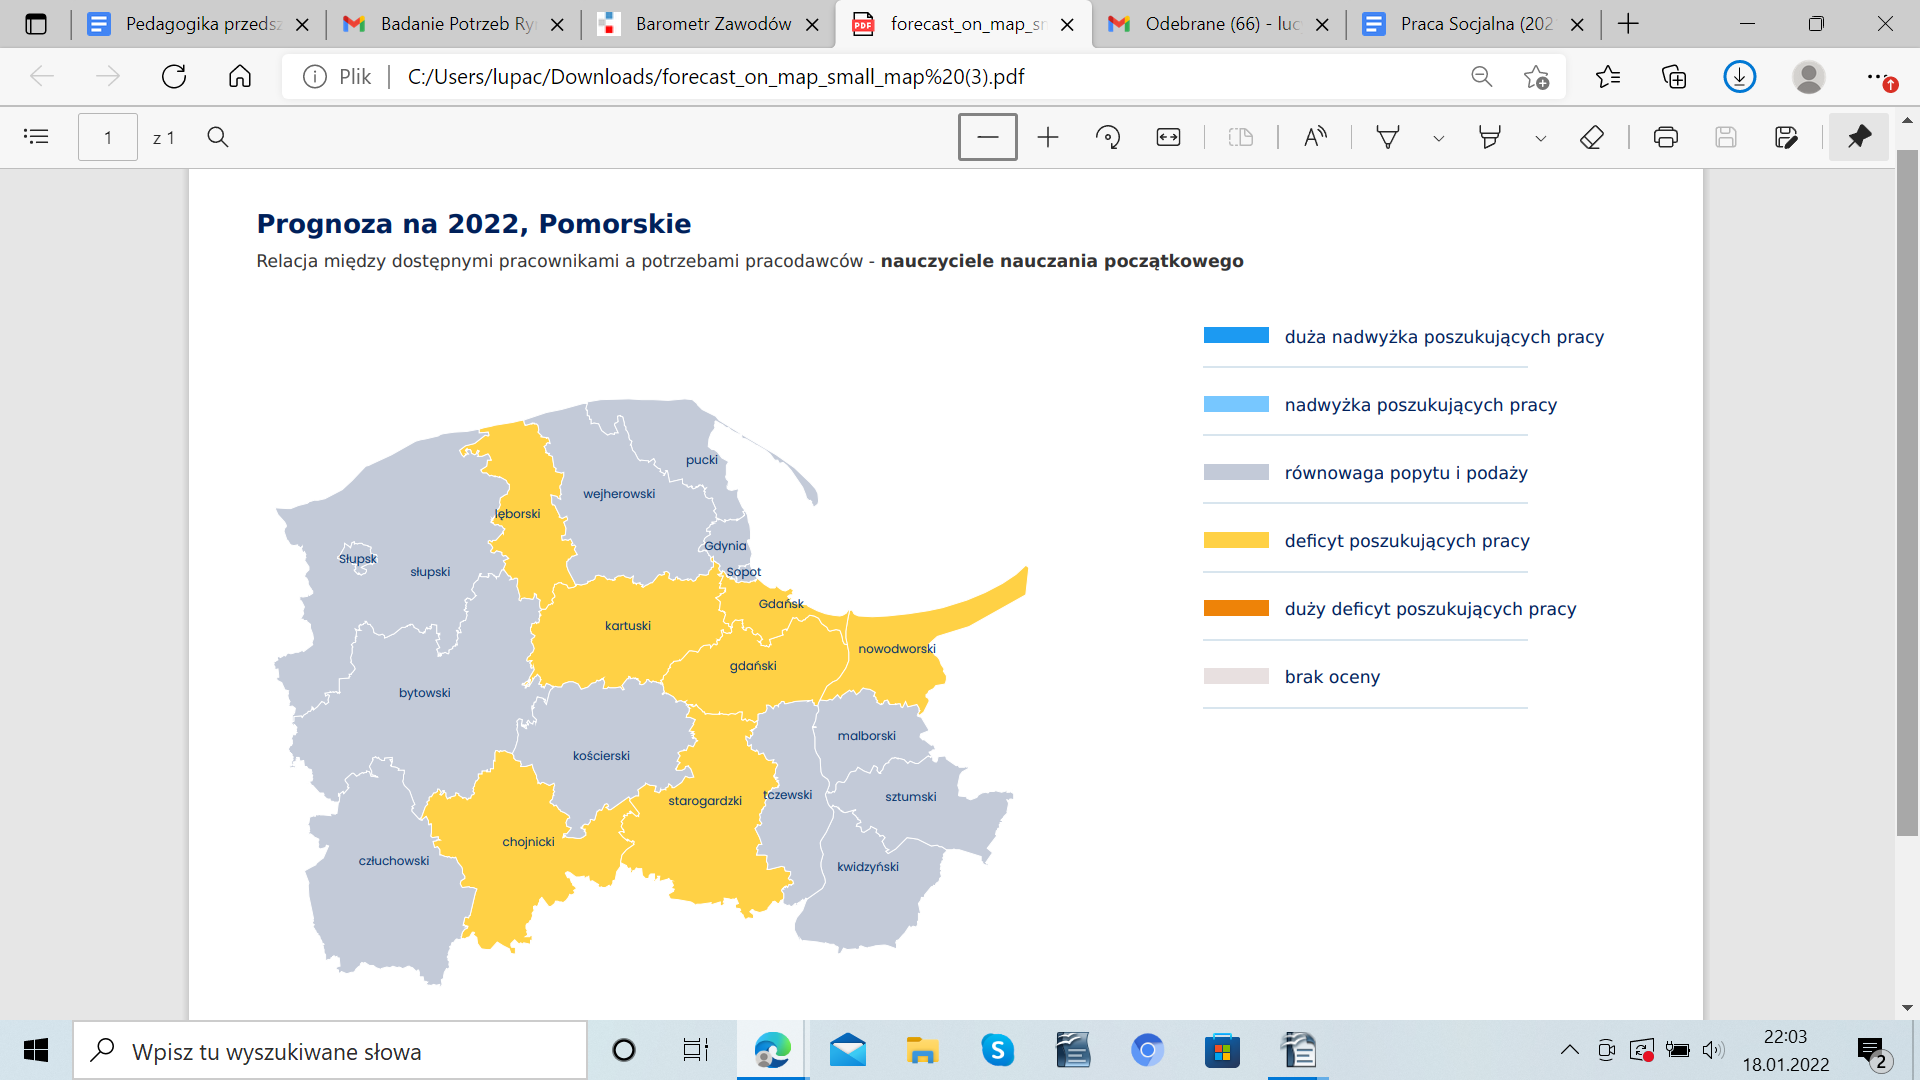 Pedagogika przedsz
Badanie Potrzeb Ry
Barometr Zawodów
forecast_on_map_sm
Odebrane (66) - luc
Praca Socjalna (202
Plik
C:/Users/lupac/Downloads/forecast_on_map_small_map%20(3).pdf
1
z 1
Prognoza na 2022, Pomorskie
Relacja między dostępnymi pracownikami a potrzebami pracodawców - nauczyciele nauczania początkowego
duża nadwyżka poszukujących pracy
nadwyżka poszukujących pracy
równowaga popytu i podaży
deficyt poszukujących pracy
duży deficyt poszukujących pracy
brak oceny
pucki
wejherowski
lęborski
Gdynia
Słupsk
słupski
Sopot
Gdańsk
kartuski
nowodworski
gdański
bytowski
malborski
kościerski
starogardzki
tczewski
sztumski
chojnicki
człuchowski
kwidzyński
Wpisz tu wyszukiwane słowa
22:03
18.01.2022
2